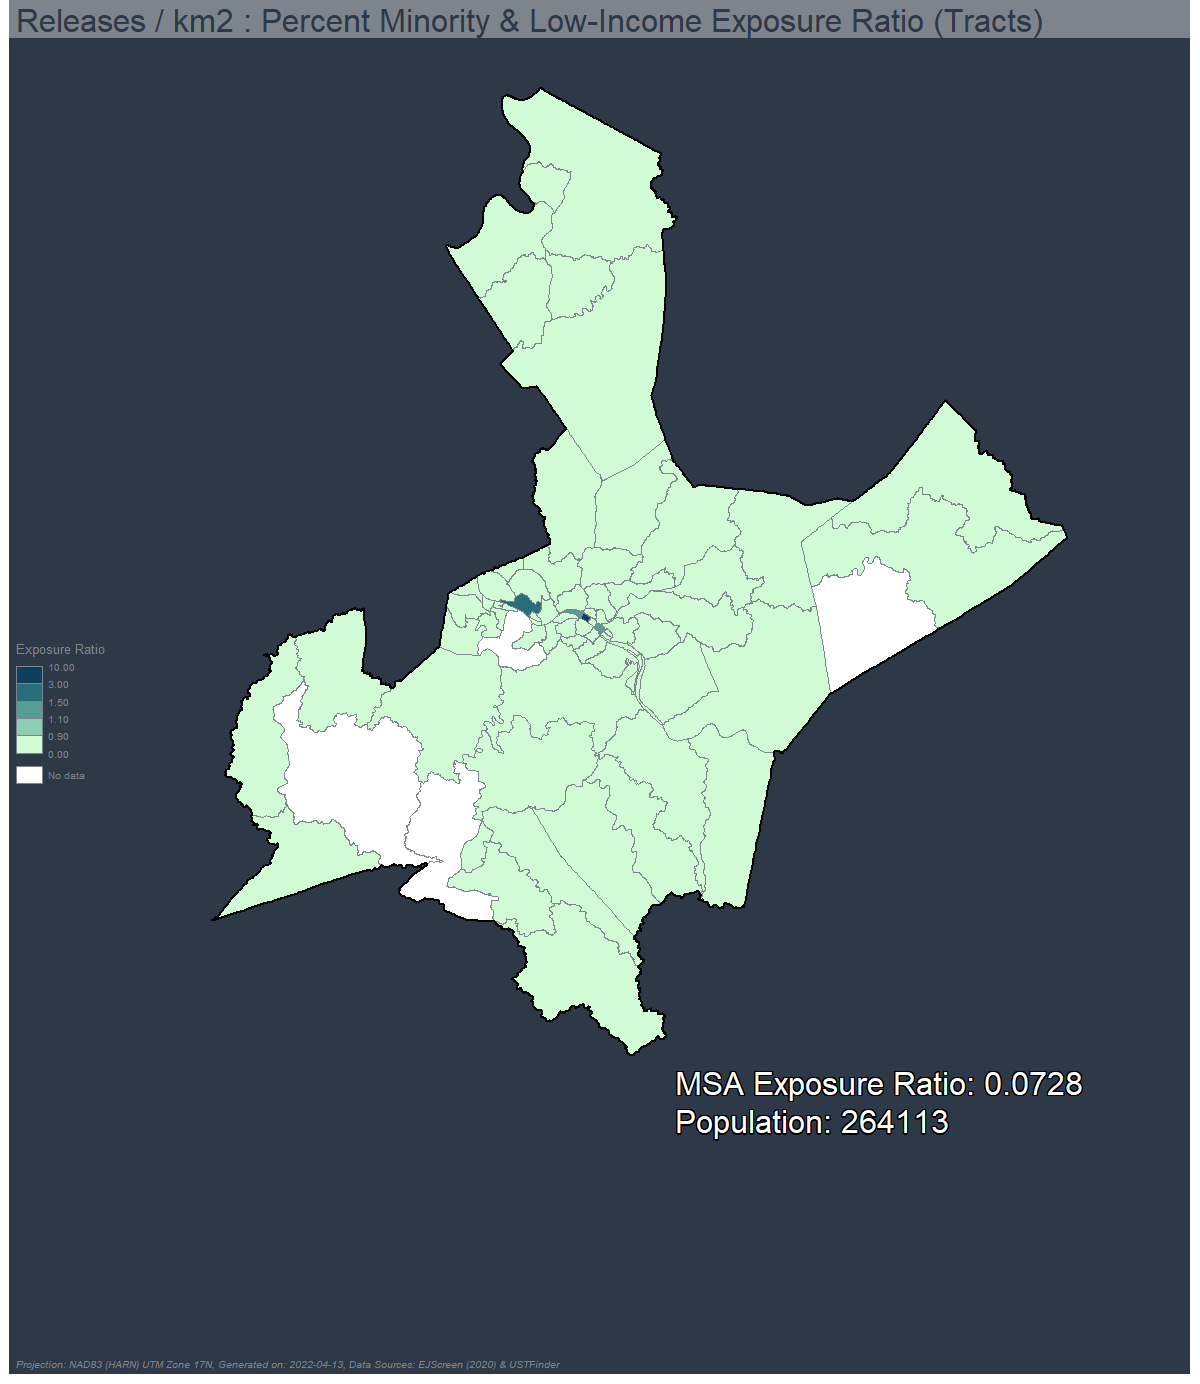 Releases / km2 : Percent Minority & Low-Income Exposure Ratio (Tracts)
Exposure Ratio
10.00
3.00
1.50
1.10
0.90
0.00
No data
MSA Exposure Ratio: 0.0728
Population: 264113
Projection: NAD83 (HARN) UTM Zone 17N, Generated on: 2022-04-13, Data Sources: EJScreen (2020) & USTFinder